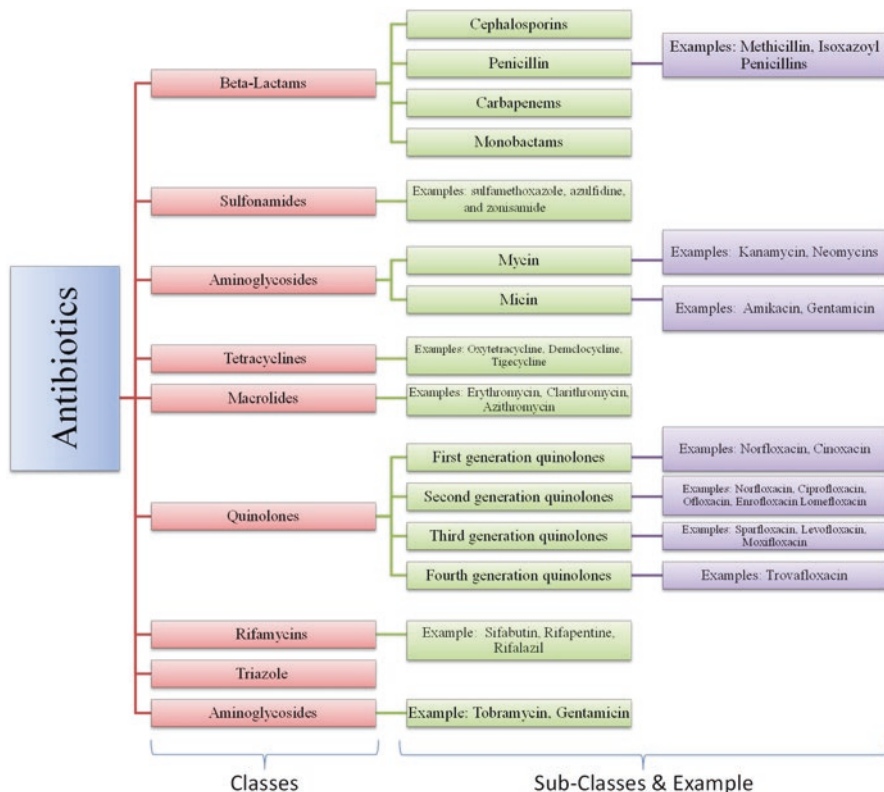 Antibiotics
Beta-Lactams
Cephalosporins
Penicillin
Examples: Methicillin, Isoxazoyl
Penicillins
Carbapenems
Monobactams
Sulfonamides
Examples: sulfamethoxazole, azulfidine,
and zonisamide
Aminoglycosides
Mycin
Examples: Kanamycin, Neomycins
Micin
Examples: Amikacin, Gentamicin
Tetracyclines
Examples: Oxytetracycline, Demclocycline,
Tigecycline
Macrolides
Examples: Erythromycin, Clarithromycin,
Azithromycin
Quinolones
First generation quinolones
Examples: Norfloxacin, Cinoxacin
Second generation quinolones
Examples: Norfloxacin, Ciprofloxacin,
Ofloxacin, Enrofloxacin Lomefloxacin
Third generation quinolones
Examples: Sparfloxacin, Levofloxacin,
Moxifloxacin
Fourth generation quinolones
Examples: Trovafloxacin
Rifamycins
Example: Sifabutin, Rifapentine,
Rifalazil
Triazole
Aminoglycosides
Example: Tobramycin, Gentamicin
Classes
Sub-Classes & Example